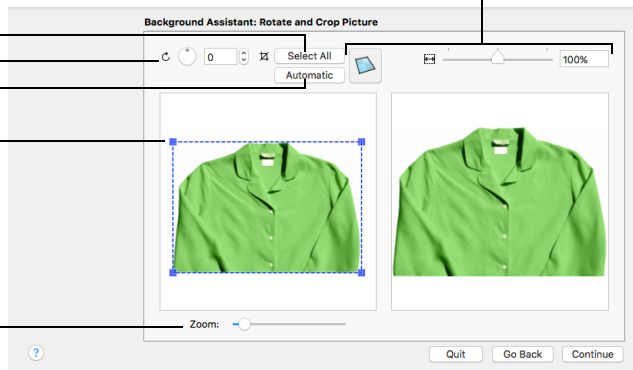 Background Assistant: Rotate and Crop Picture
0 Select All 100%
Automatic
Zoom:
? Quit Go Back Continue